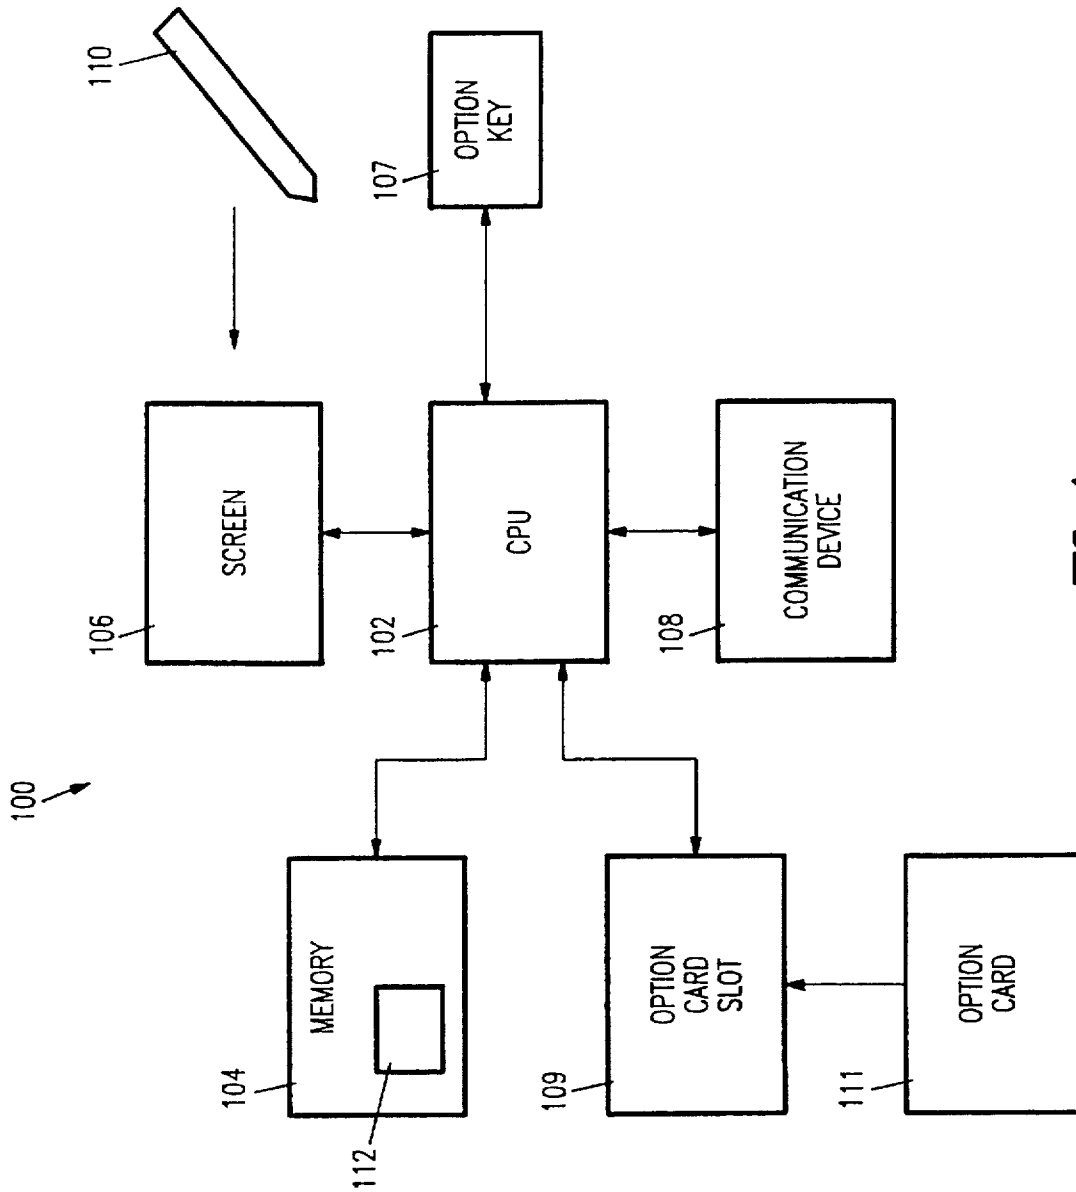 100
110
106
SCREEN
104
MEMORY
112
102
CPU
107
OPTION
KEY
109
OPTION
CARD
SLOT
108
COMMUNICATION
DEVICE
111
OPTION
CARD